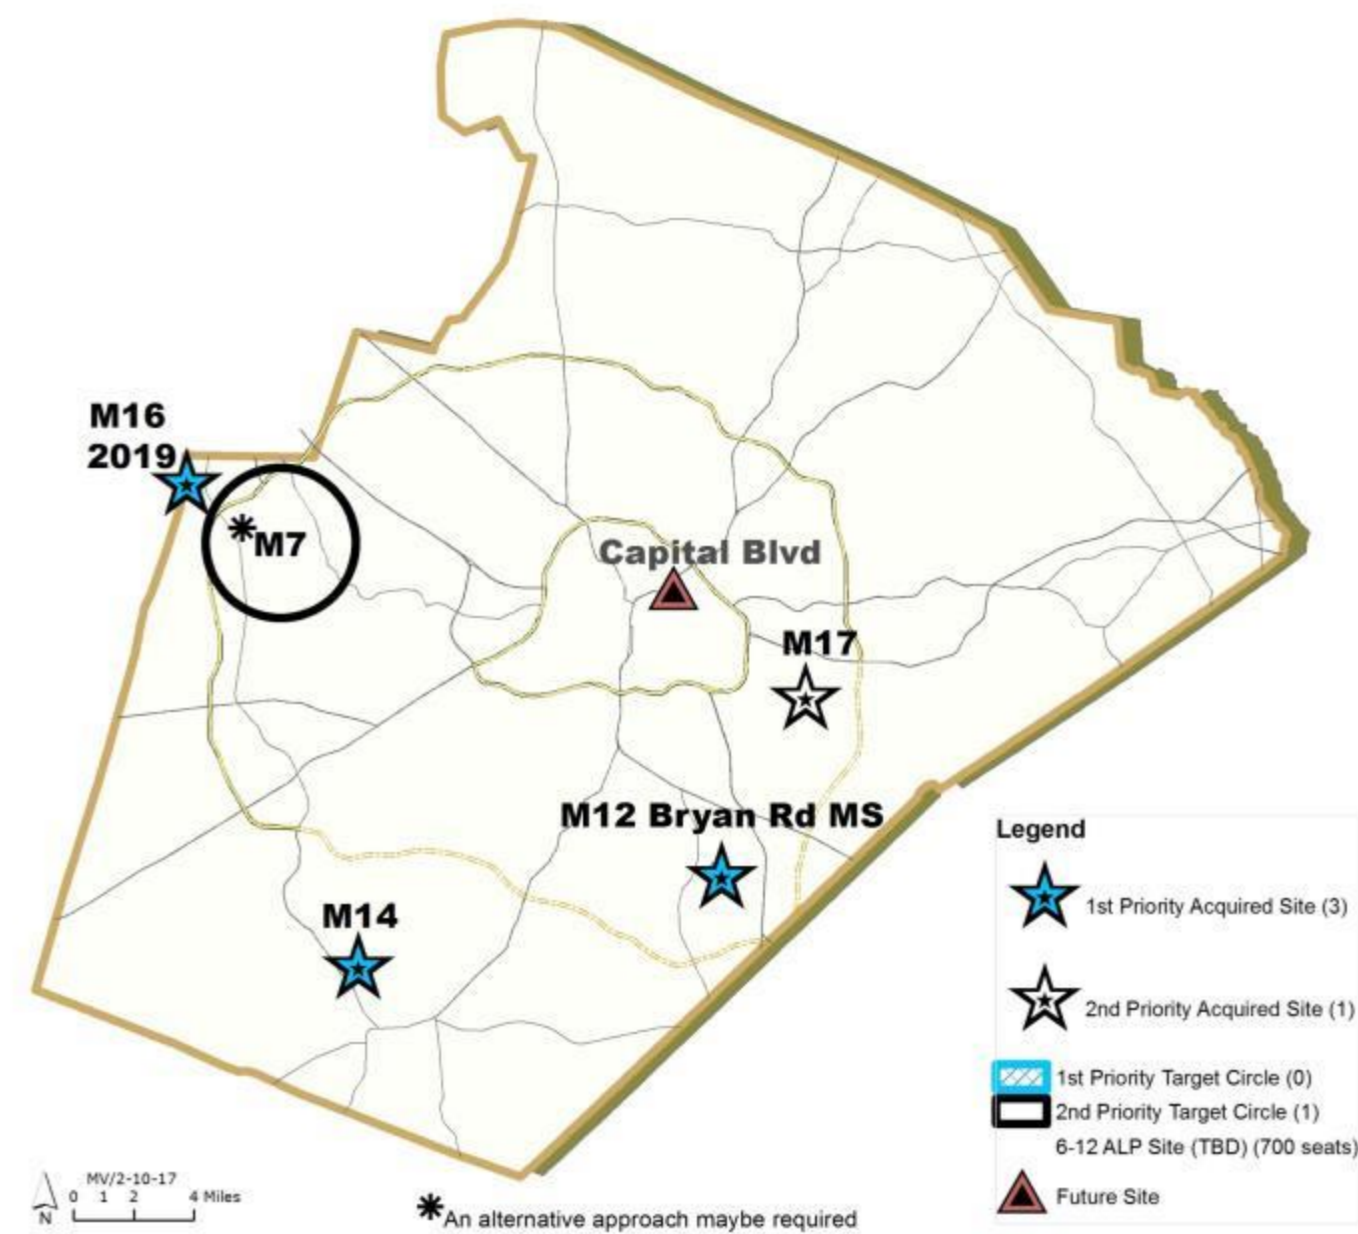 M16
2019
M7
Capital Blvd
M17
M12 Bryan Rd MS
M14
Legend
1st Priority Acquired Site (3)
2nd Priority Acquired Site (1)
1st Priority Target Circle (0)
2nd Priority Target Circle (1)
6-12 ALP Site (TBD) (700 seats)
Future Site
MV/2-10-17
0 1 2 4 Miles
N
An alternative approach maybe required